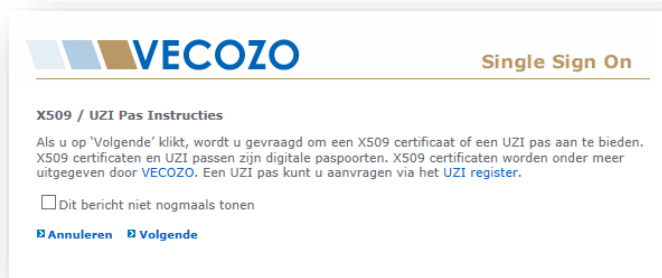 VECOZO
Single Sign On
X509 / UZI Pas Instructies
Als u op 'Volgende' klikt, wordt u gevraagd om een X509 certificaat of een UZI pas aan te bieden.
X509 certificaten en UZI passen zijn digitale paspoorten. X509 certificaten worden onder meer
uitgegeven door VECOZO. Een UZI pas kunt u aanvragen via het UZI register.
Dit bericht niet nogmaals tonen
Annuleren Volgende